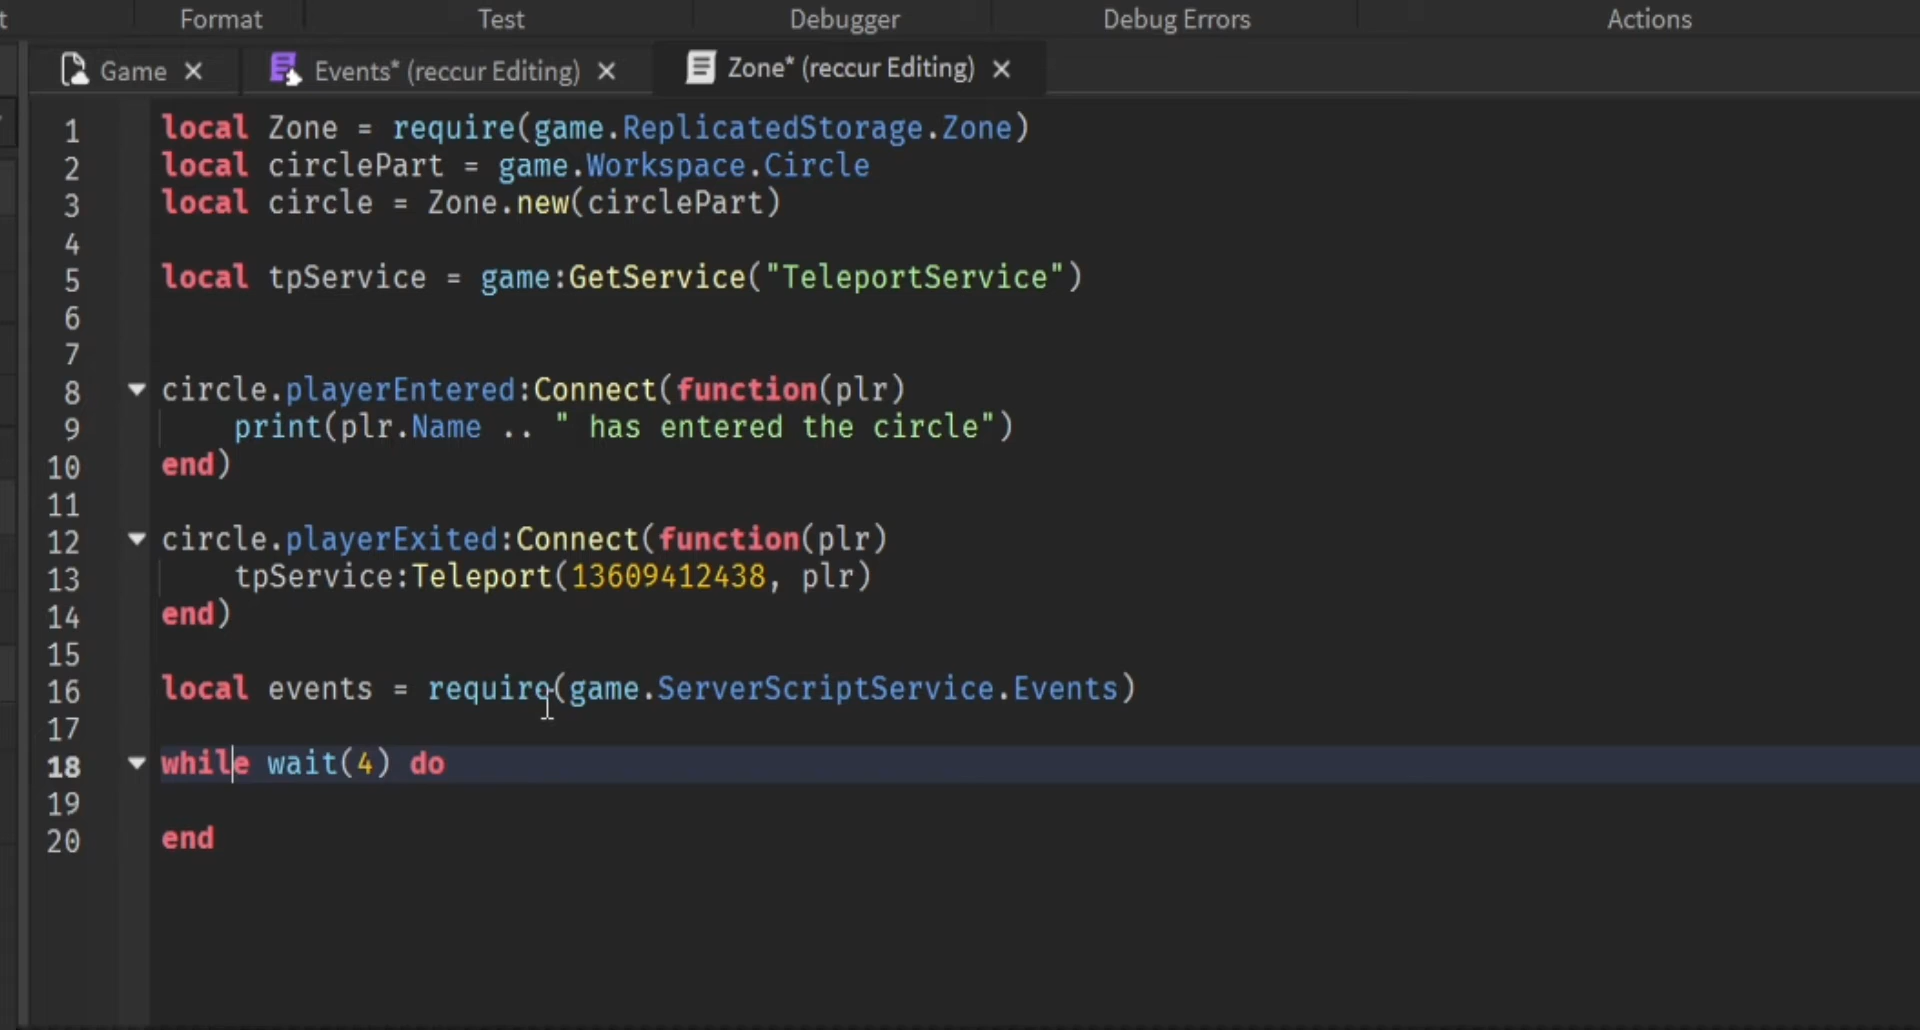 t Format Test Debugger Debug Errors Actions
Game Events* (reccur Editing) Zone* (reccur Editing)
1 local Zone = require(game.ReplicatedStorage.Zone)
2 local circlePart = game.Workspace.Circle
3 local circle = Zone.new(circlePart)
4
5 local tpService = game:GetService("TeleportService")
6
7
8 circle.playerEntered:Connect(function(plr)
9     print(plr.Name .. " has entered the circle")
10 end)
11
12 circle.playerExited:Connect(function(plr)
13     tpService:Teleport(13609412438, plr)
14 end)
15
16 local events = require(game.ServerScriptService.Events)
17
18 while wait(4) do
19
20 end